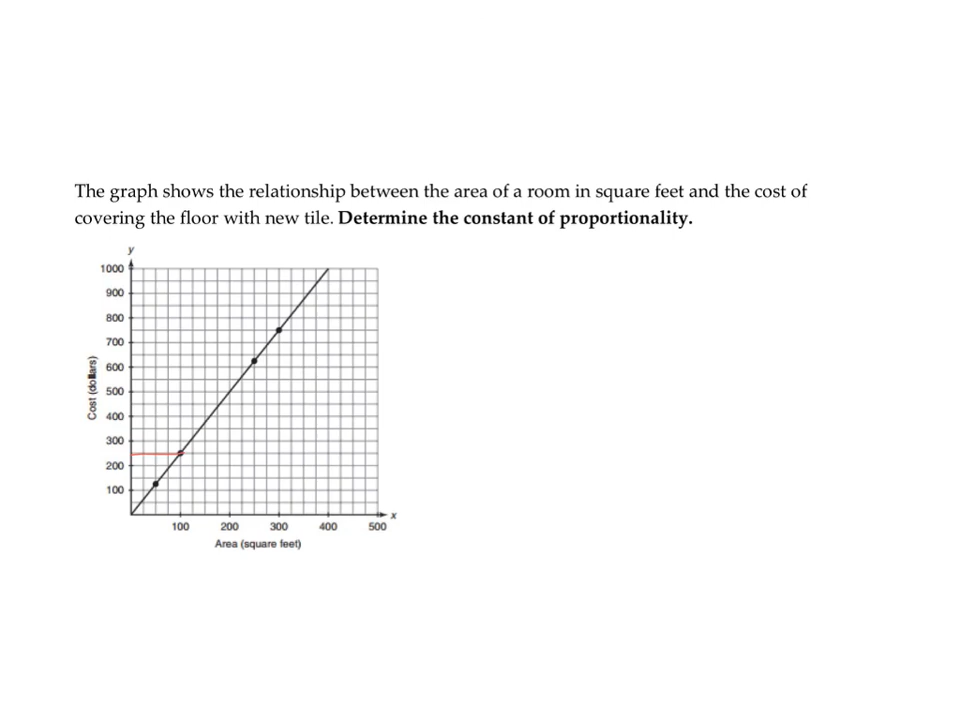 The graph shows the relationship between the area of a room in square feet and the cost of
covering the floor with new tile. Determine the constant of proportionality.
y
1000
900
800
700
600
500
400
300
200
100
Cost (dollars)
x
100 200 300 400 500
Area (square feet)